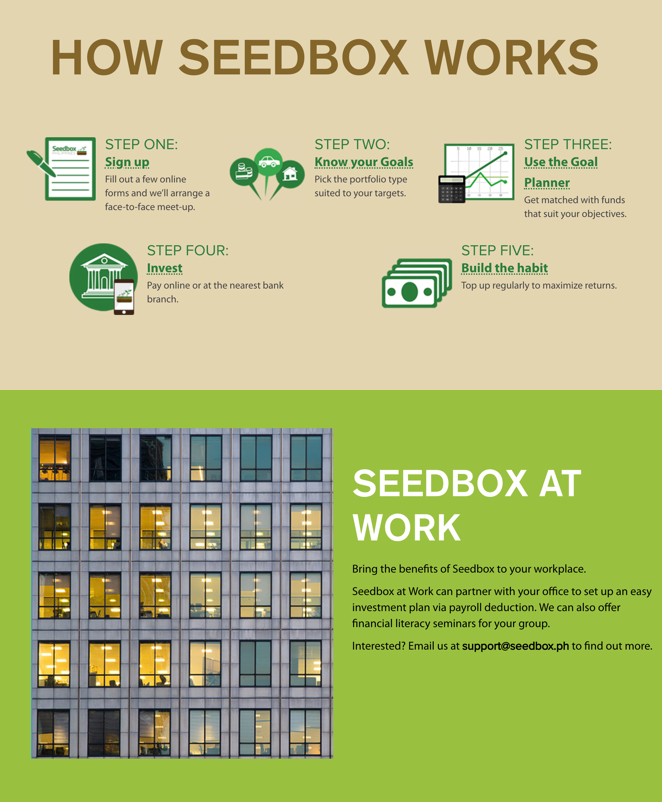 HOW SEEDBOX WORKS
Seedbox
STEP ONE:
Sign up
Fill out a few online
forms and we'll arrange a
face-to-face meet-up.
STEP TWO:
Know your Goals
Pick the portfolio type
suited to your targets.
STEP THREE:
Use the Goal
Planner
Get matched with funds
that suit your objectives.
STEP FOUR:
Invest
Pay online or at the nearest bank
branch.
STEP FIVE:
Build the habit
Top up regularly to maximize returns.
SEEDBOX AT
WORK
Bring the benefits of Seedbox to your workplace.
Seedbox at Work can partner with your office to set up an easy
investment plan via payroll deduction. We can also offer
financial literacy seminars for your group.
Interested? Email us at support@seedbox.ph to find out more.